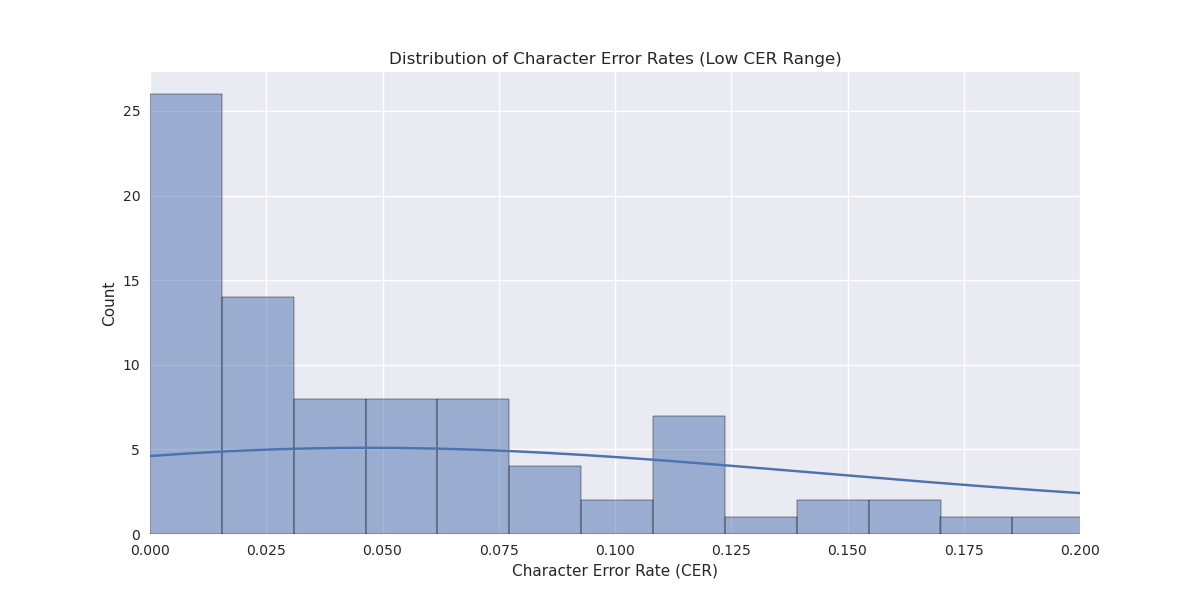 Distribution of Character Error Rates (Low CER Range)
Count
25
20
15
10
5
0
0.000 0.025 0.050 0.075 0.100 0.125 0.150 0.175 0.200
Character Error Rate (CER)